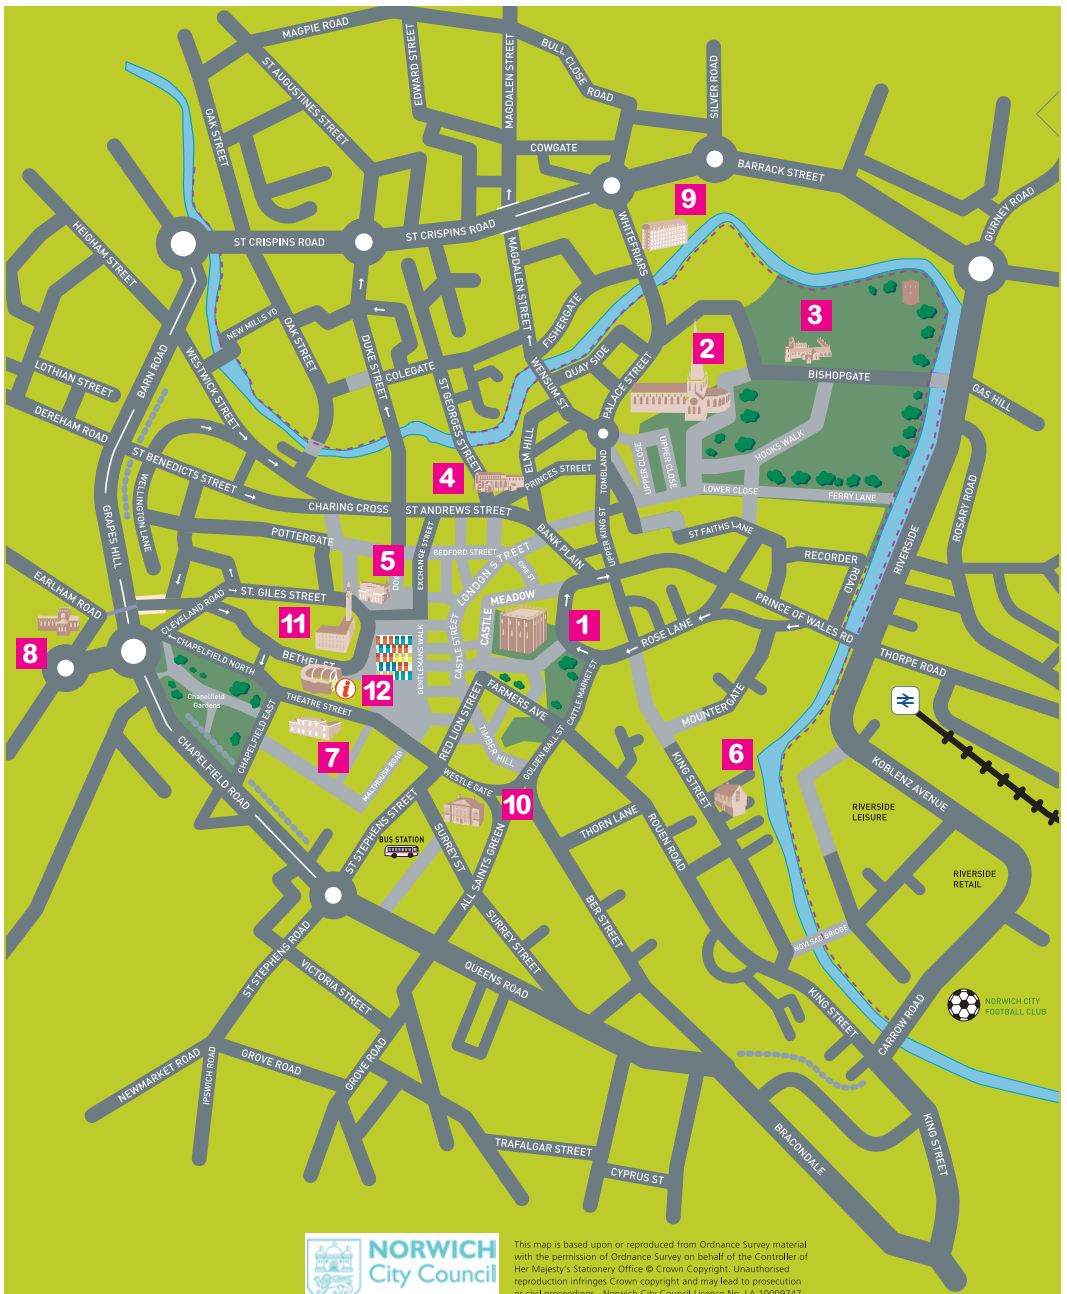 MAGPIE ROAD
ST AUGUSTINES STREET
OAK STREET
EDWARD STREET
MAGDALEN STREET
BULL CLOSE
ROAD
SILVER ROAD
COWGATE
BARRACK STREET
GURNEY ROAD
HEIGHAM STREET
ST CRISPINS ROAD
ST CRISPINS ROAD
WHITEFRIARS
9
MAGDALEN STREET
FISHERGATE
NEW MILLS YD
OAK STREET
DUKE STREET
COLEGATE
QUAY SIDE
WENSUM ST
PALACE STREET
2
3
BISHOPGATE
GAS HILL
BARN ROAD
WESTWICK STREET
LOTHIAN STREET
DEREHAM ROAD
ST BENEDICTS STREET
WELLINGTON LANE
ST GEORGES STREET
4
ELM HILL
PRINCES STREET
TOMBLAND
UPPER CLOSE
UPPER CLOSE
HOOKS WALK
LOWER CLOSE
FERRY LANE
ROSARY ROAD
GRAPES HILL
CHARING CROSS
ST ANDREWS STREET
POTTERGATE
EXCHANGE STREET
BEDFORD STREET
LONDON STREET
OPIE ST
BANK PLAIN
UPPER KING ST
ST FAITHS LANE
RECORDER
ROAD
RIVERSIDE
5
DOV
EARLHAM ROAD
CLEVELAND ROAD
ST. GILES STREET
CASTLE
MEADOW
1
PRINCE OF WALES RD
ROSE LANE
8
11
CHAPELFIELD NORTH
BETHEL ST
12
GENTLEMANS WALK
CASTLE STREET
THORPE ROAD
Chapelfield
Gardens
CHAPELFIELD EAST
THEATRE STREET
7
RED LION STREET
FARMERS AVE
CATTLE MARKET ST
GOLDEN BALL ST
TIMBER HILL
MOUNTERGATE
KING STREET
6
KOBLENZ AVENUE
MALTHOUSE ROAD
CHAPELFIELD ROAD
WESTLE GATE
10
ST STEPHENS STREET
BUS STATION
SURREY ST
ALL SAINTS GREEN
THORN LANE
ROUEN ROAD
RIVERSIDE
LEISURE
RIVERSIDE
RETAIL
BER STREET
SURREY STREET
NOVI SAD BRIDGE
ST STEPHENS ROAD
VICTORIA STREET
QUEENS ROAD
KING STREET
CARROW ROAD
NORWICH CITY
FOOTBALL CLUB
NEWMARKET ROAD
IPSWICH ROAD
GROVE ROAD
GROVE ROAD
TRAFALGAR STREET
CYPRUS ST
BRACONDALE
KING STREET
NORWICH
City Council
This map is based upon or reproduced from Ordnance Survey material
with the permission of Ordnance Survey on behalf of the Controller of
Her Majesty's Stationery Office © Crown Copyright. Unauthorised
reproduction infringes Crown copyright and may lead to prosecution
or civil proceedings. Norwich City Council Licence No. LA 10009747